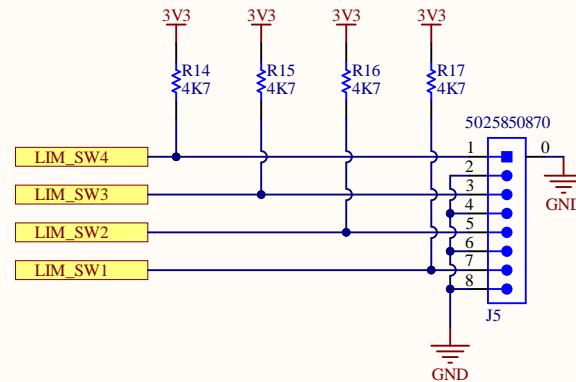 3V3 3V3 3V3 3V3
R14 R15 R16 R17
4K7 4K7 4K7 4K7
5025850870
LIM_SW4 1 0
2
LIM_SW3 3
GND
4
LIM_SW2 5
6
LIM_SW1 7
8
J5
GND